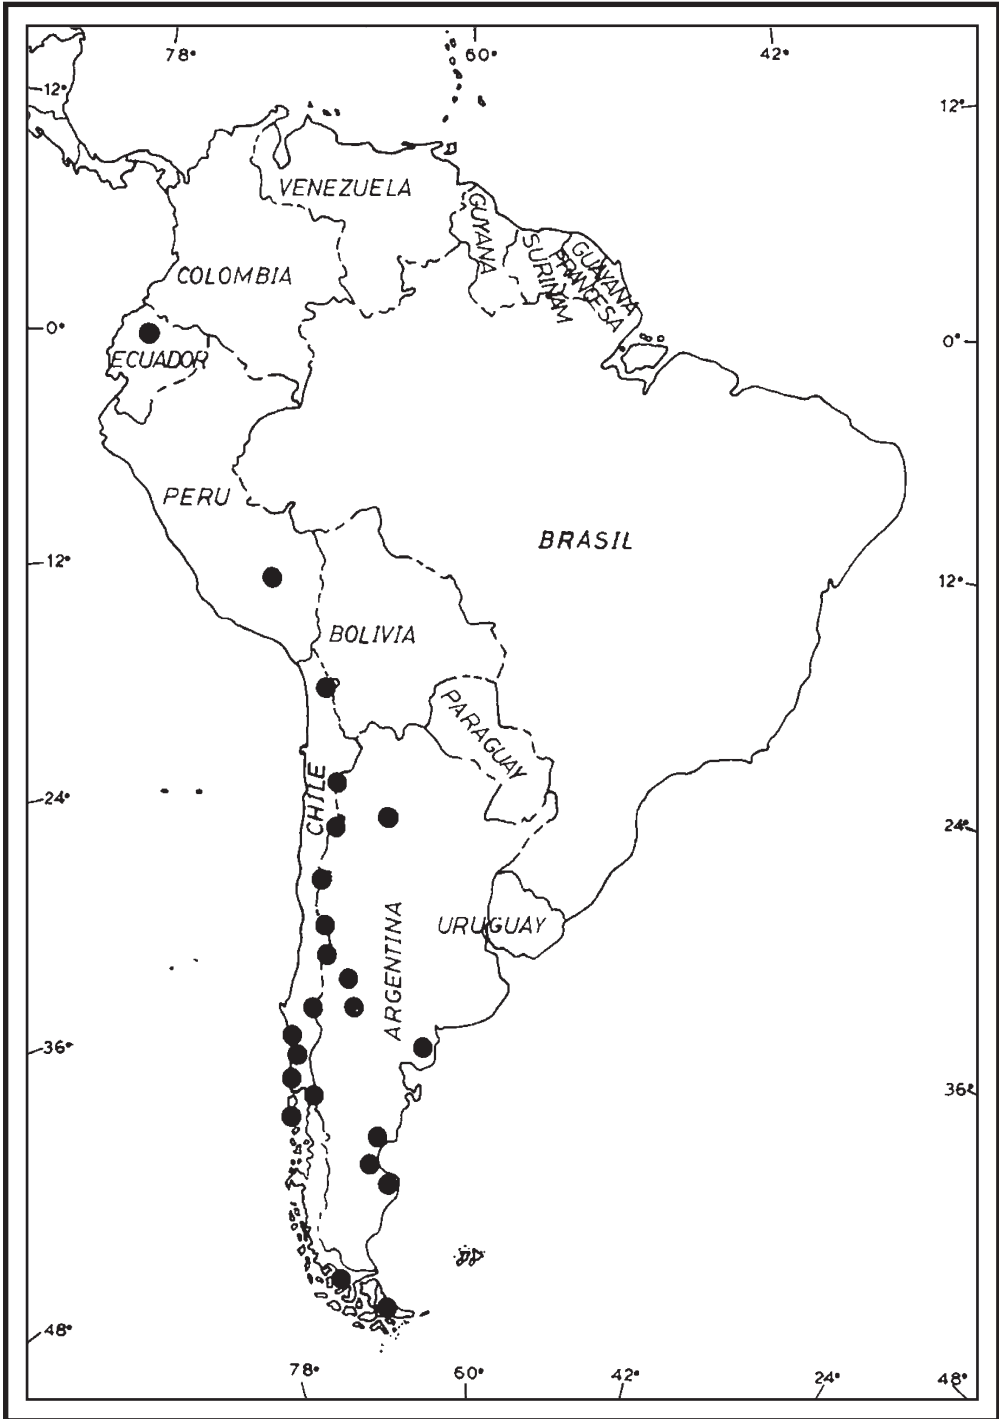 78° 60° 42°
12° 12°
VENEZUELA
GUYANA
SURINAM
GUAYANA
FRANCESA
COLOMBIA
0° 0°
ECUADOR
PERU
BRASIL
12° 12°
BOLIVIA
PARAGUAY
CHILE
24° 24°
URUGUAY
ARGENTINA
36° 36°
48°
78° 60° 42° 24° 48°